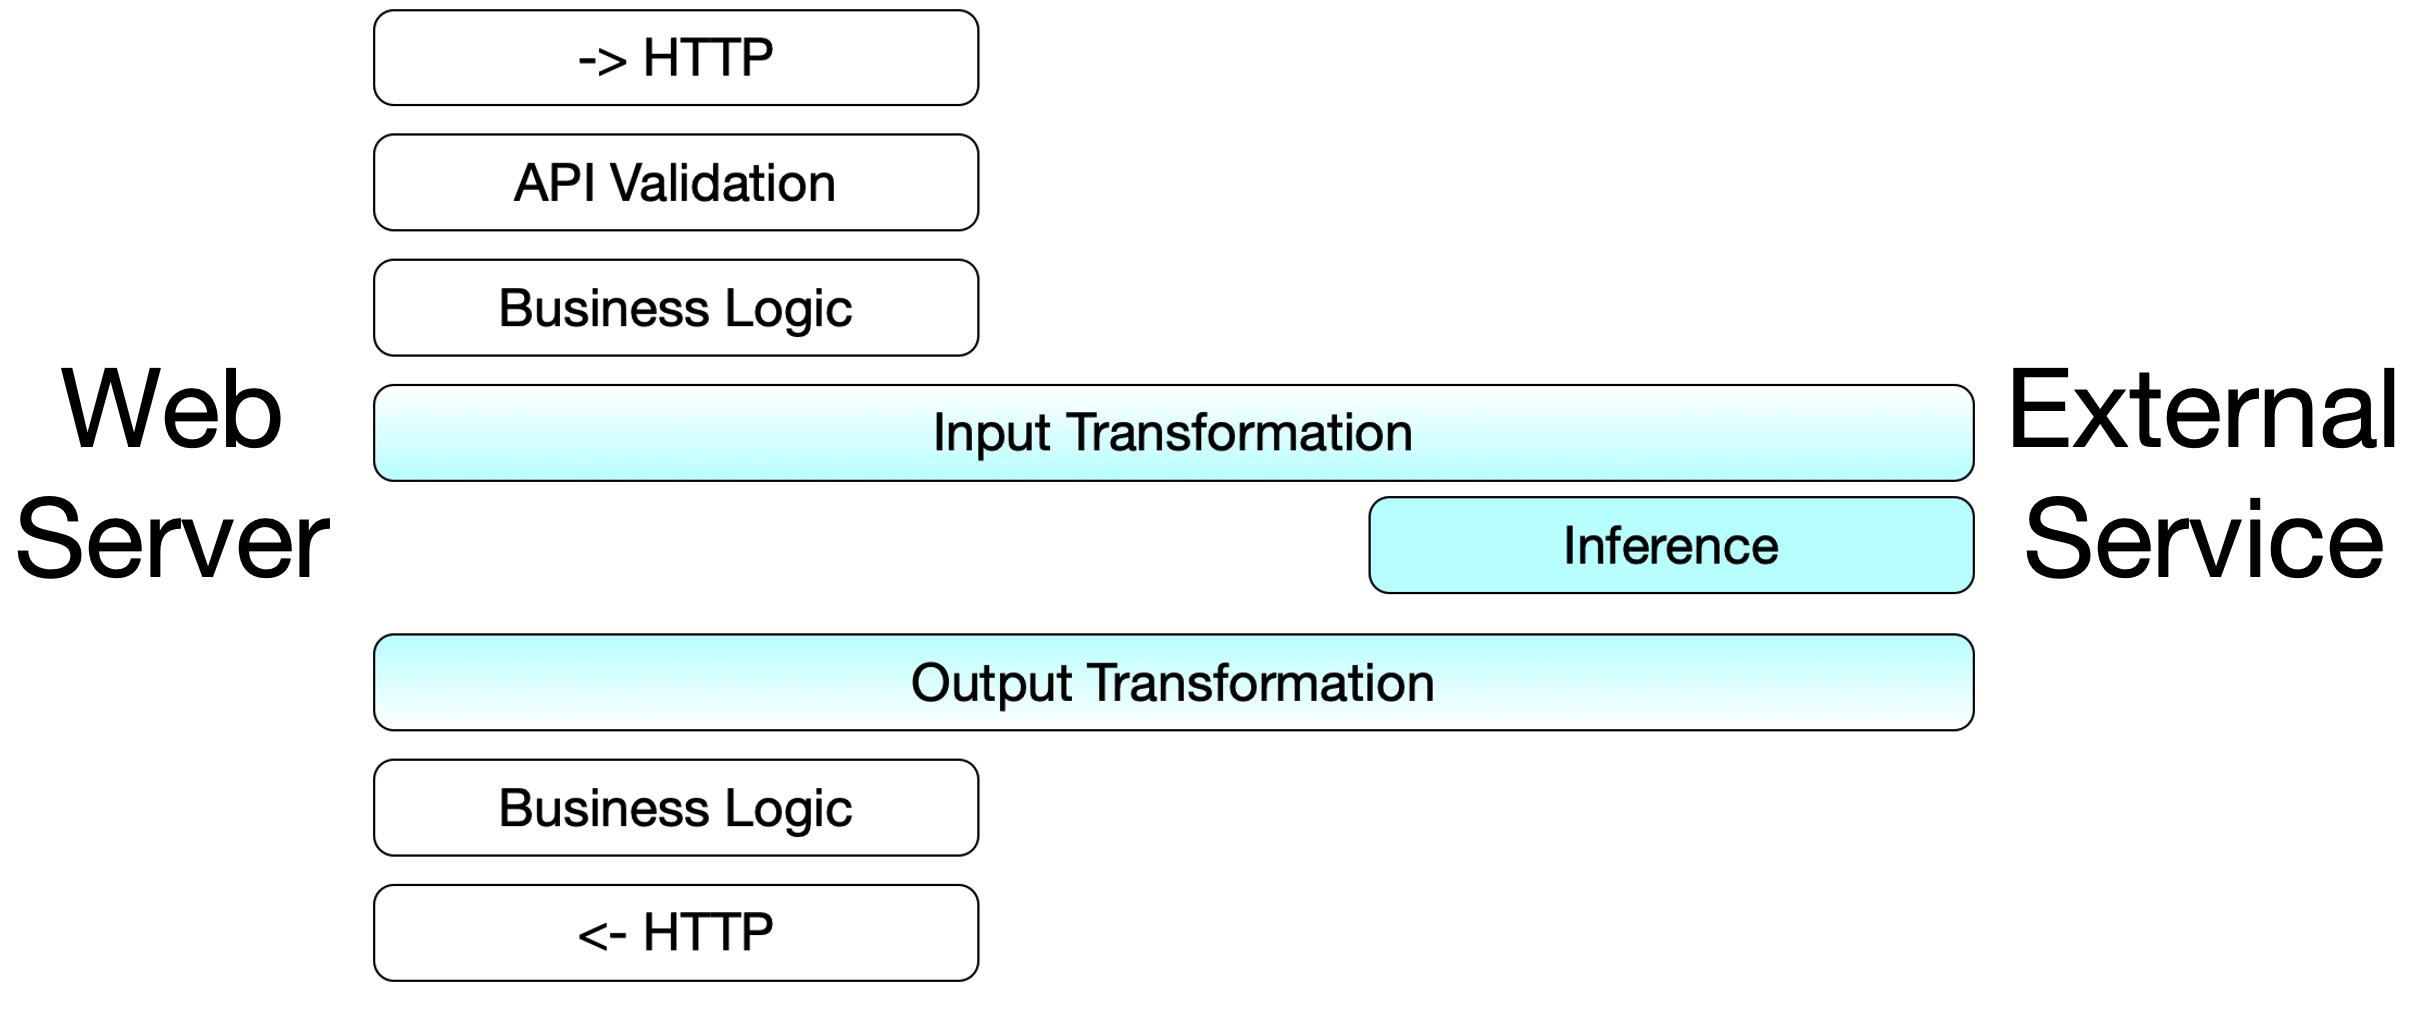 -> HTTP
API Validation
Business Logic
Web
Server
Input Transformation
Inference
External
Service
Output Transformation
Business Logic
<- HTTP